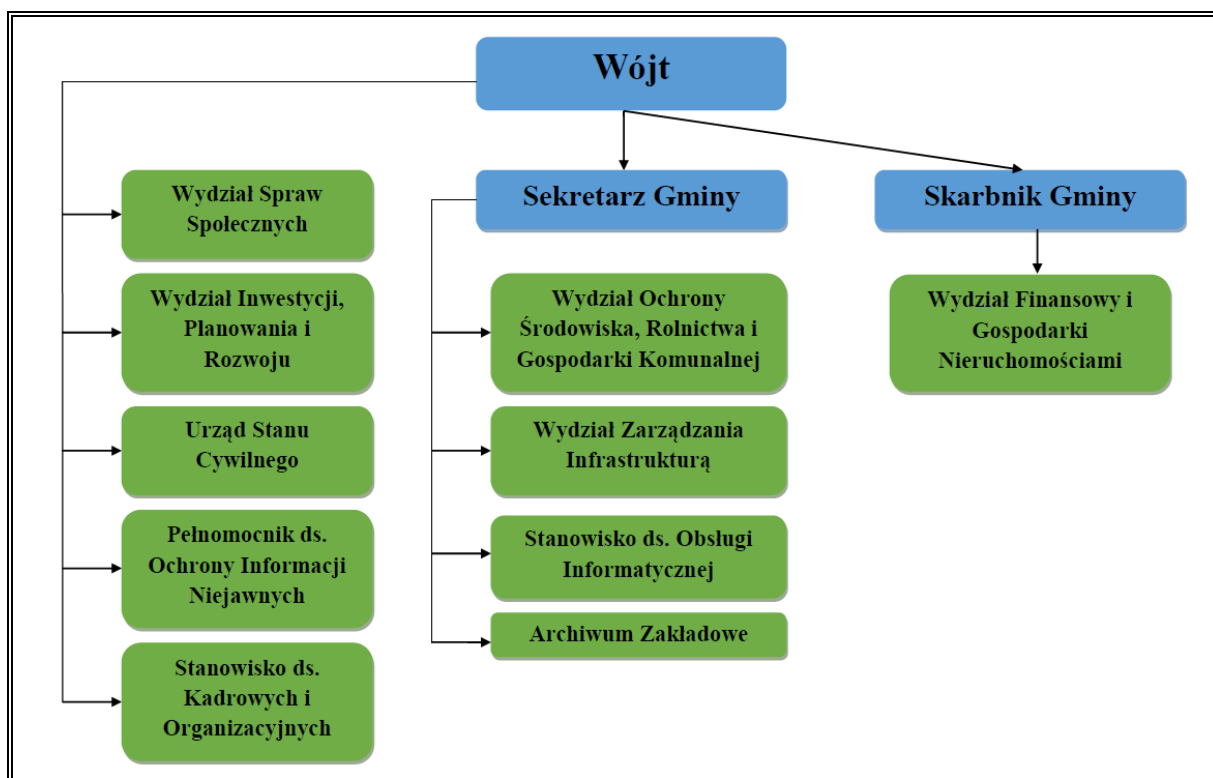 Wójt
Wydział Spraw
Społecznych
Wydział Inwestycji,
Planowania i
Rozwoju
Urząd Stanu
Cywilnego
Pełnomocnik ds.
Ochrony Informacji
Niejawnych
Stanowisko ds.
Kadrowych i
Organizacyjnych
Sekretarz Gminy
Wydział Ochrony
Środowiska, Rolnictwa i
Gospodarki Komunalnej
Wydział Zarządzania
Infrastrukturą
Stanowisko ds. Obsługi
Informatycznej
Archiwum Zakładowe
Skarbnik Gminy
Wydział Finansowy i
Gospodarki
Nieruchomościami